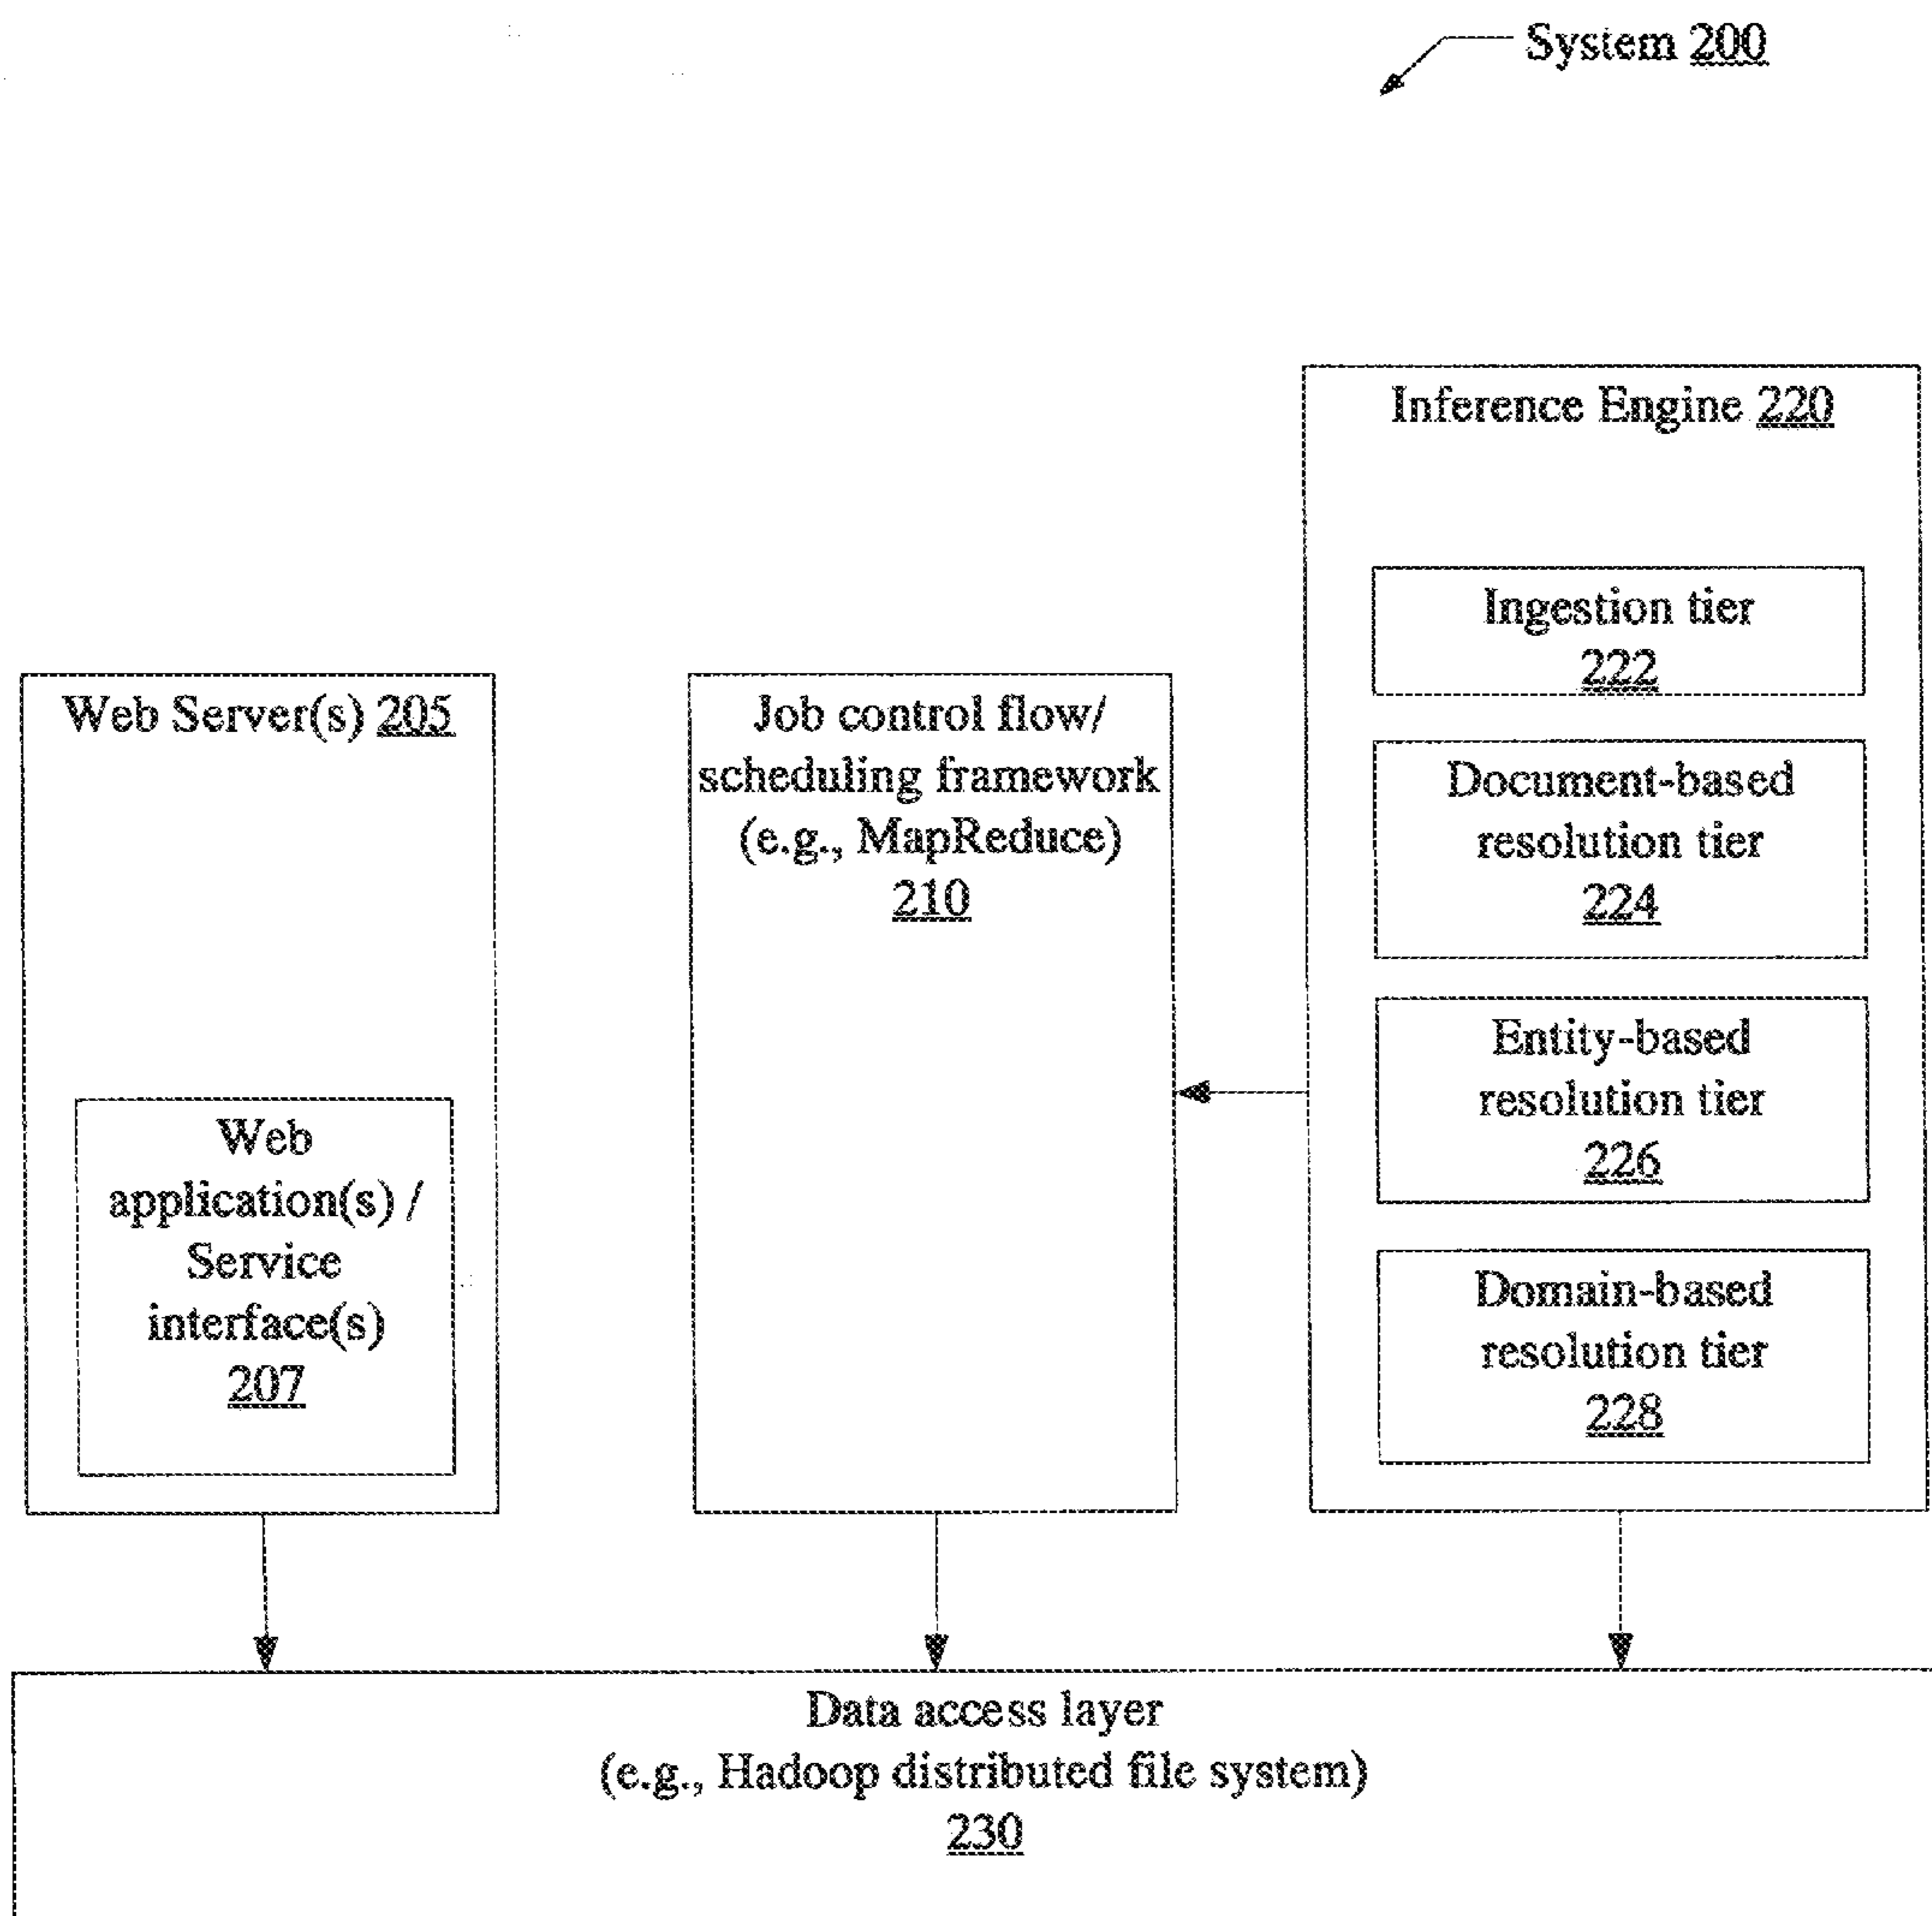 System 200
Inference Engine 220
Ingestion tier
222
Document-based
resolution tier
224
Entity-based
resolution tier
226
Domain-based
resolution tier
228
Web Server(s) 205
Web
application(s) /
Service
interface(s)
207
Job control flow/
scheduling framework
(e.g., MapReduce)
210
Data access layer
(e.g., Hadoop distributed file system)
230